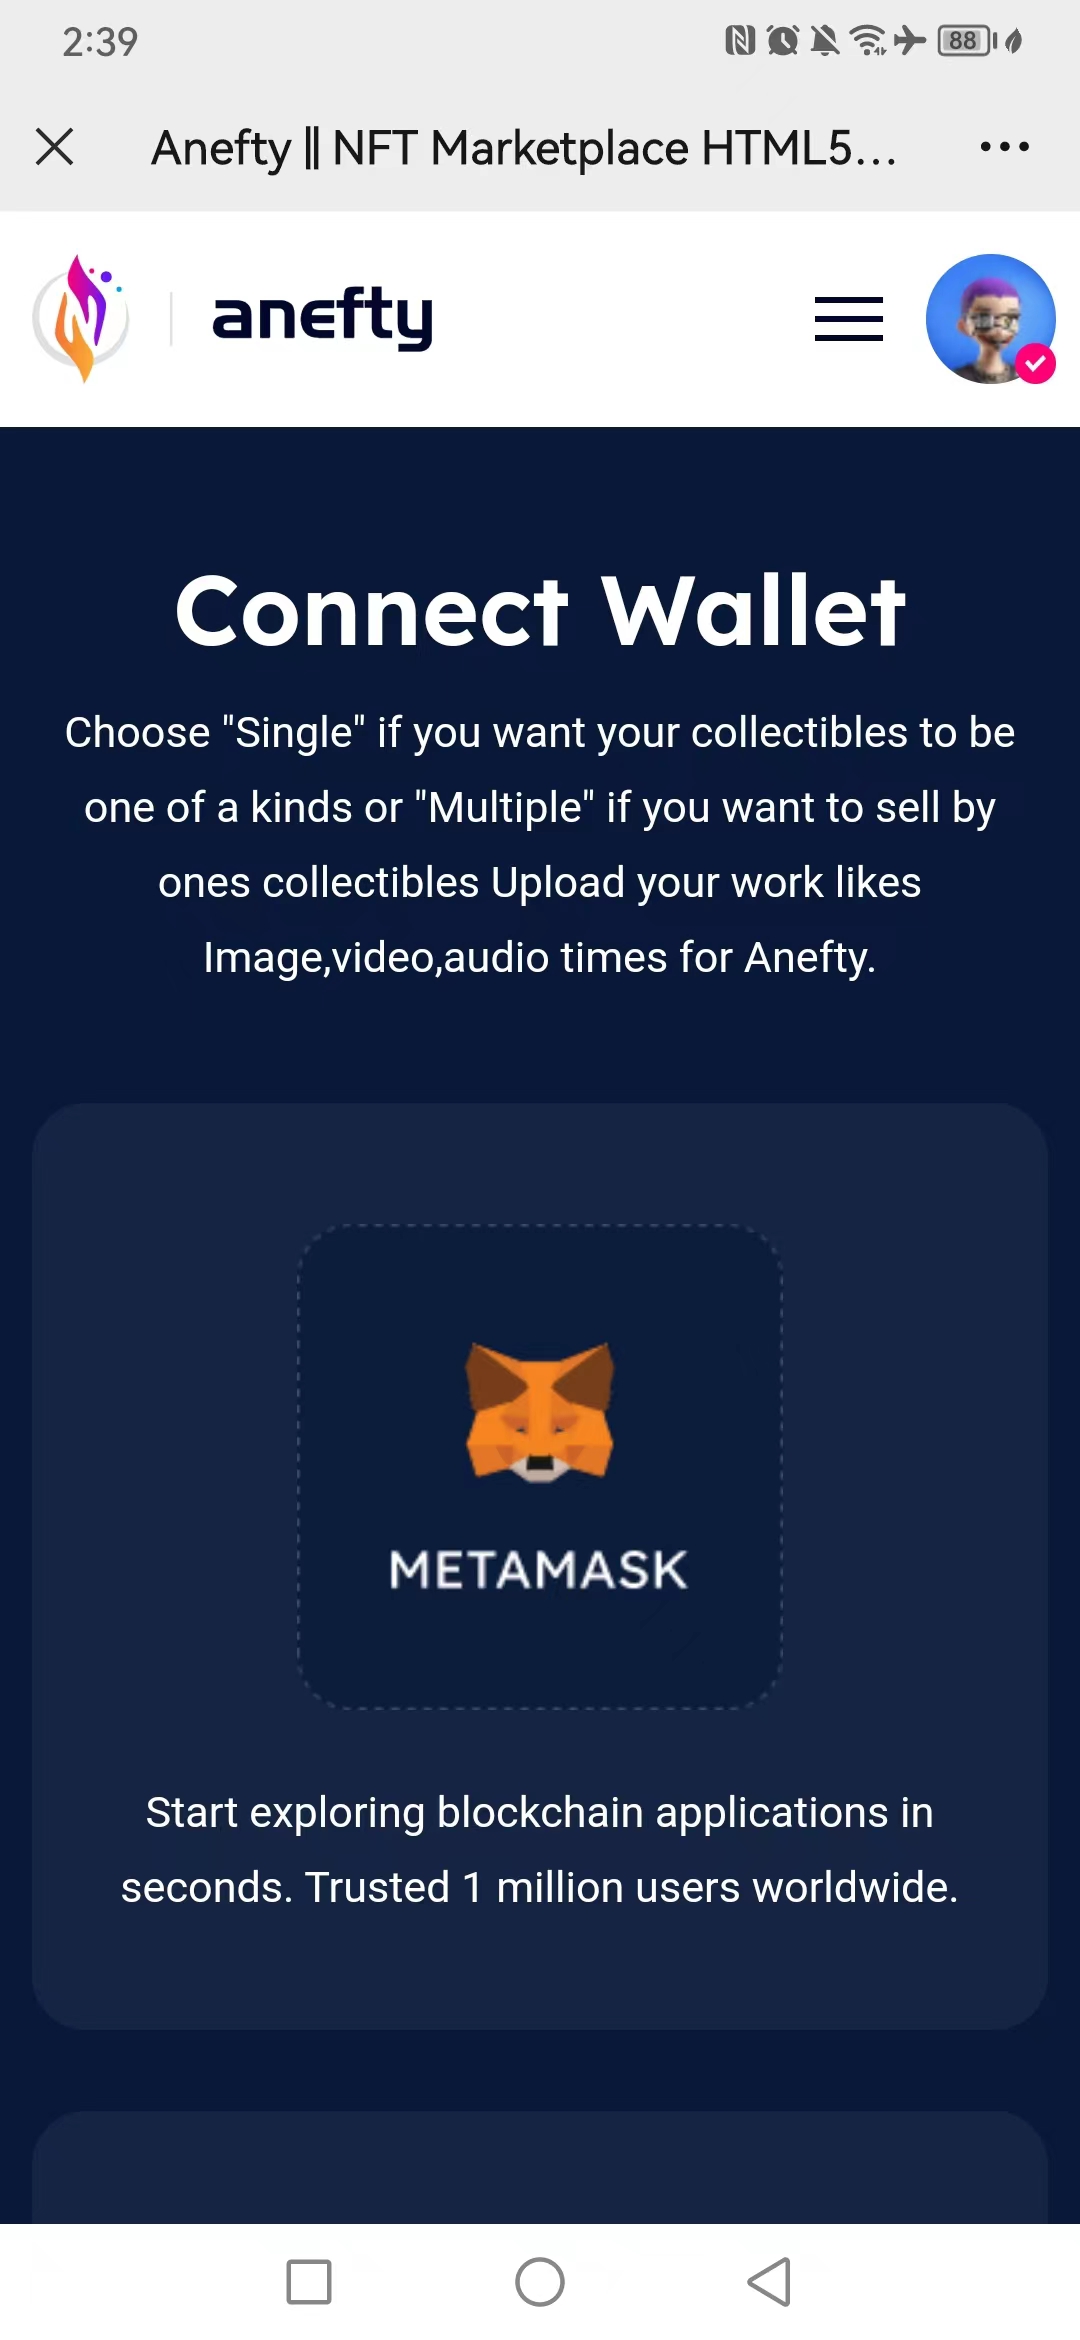 2:39
88
Anefty || NFT Marketplace HTML5...
anefty
Connect Wallet
Choose "Single" if you want your collectibles to be
one of a kinds or "Multiple" if you want to sell by
ones collectibles Upload your work likes
Image,video,audio times for Anefty.
METAMASK
Start exploring blockchain applications in
seconds. Trusted 1 million users worldwide.